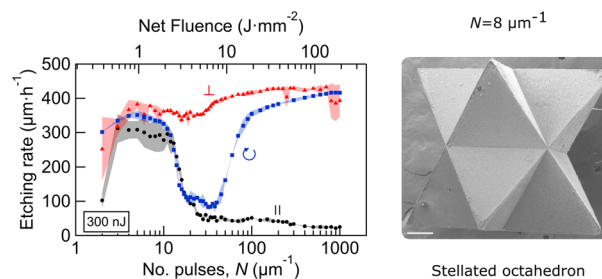 Net Fluence (J·mm⁻²)
1
10
100
500
400
300
200
100
0
Etching rate (μm·h⁻¹)
⊥
||
300 nJ
1
10
100
1000
No. pulses, N (μm⁻¹)
N=8 μm⁻¹
Stellated octahedron